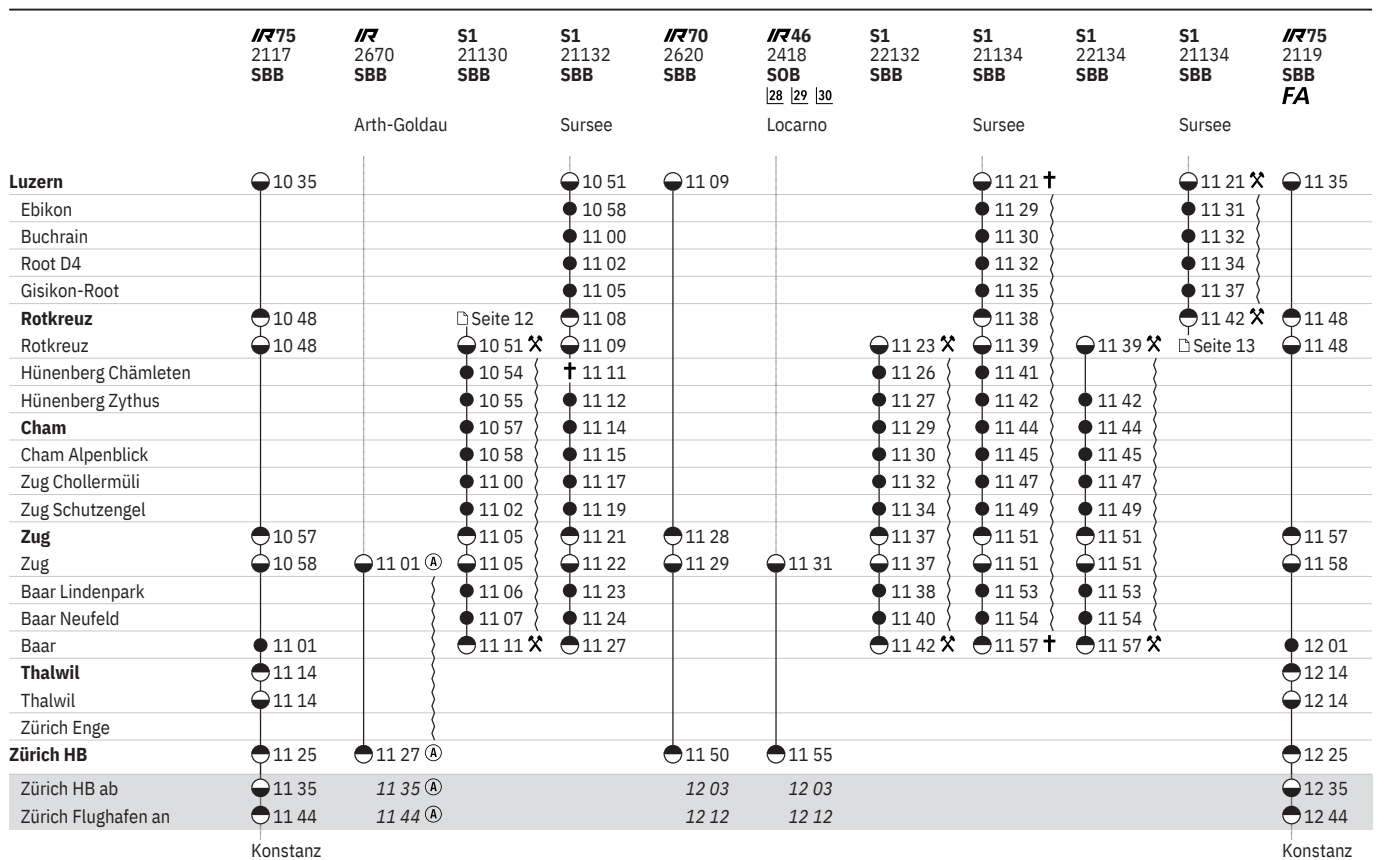 IR75 IR S1 S1 IR70 IR46 S1 S1 S1 S1 IR75
2117 2670 21130 21132 2620 2418 22132 21134 22134 21134 2119
SBB SBB SBB SBB SBB SOB SBB SBB SBB SBB SBB
28 29 30 FA
Arth-Goldau Sursee Locarno Sursee Sursee
Luzern 10 35 10 51 11 09 11 21 † 11 21 11 35
Ebikon 10 58 11 29 11 31
Buchrain 11 00 11 30 11 32
Root D4 11 02 11 32 11 34
Gisikon-Root 11 05 11 35 11 37
Rotkreuz 10 48 Seite 12 11 08 11 38 11 42 11 48
Rotkreuz 10 48 10 51 11 09 11 23 11 39 11 39 Seite 13 11 48
Hünenberg Chämleten 10 54 † 11 11 11 26 11 41
Hünenberg Zythus 10 55 11 12 11 27 11 42 11 42
Cham 10 57 11 14 11 29 11 44 11 44
Cham Alpenblick 10 58 11 15 11 30 11 45 11 45
Zug Chollermüli 11 00 11 17 11 32 11 47 11 47
Zug Schutzengel 11 02 11 19 11 34 11 49 11 49
Zug 10 57 11 05 11 21 11 28 11 37 11 51 11 51 11 57
Zug 10 58 11 01 A 11 05 11 22 11 29 11 31 11 37 11 51 11 51 11 58
Baar Lindenpark 11 06 11 23 11 38 11 53 11 53
Baar Neufeld 11 07 11 24 11 40 11 54 11 54
Baar 11 01 11 11 11 27 11 42 11 57 † 11 57 12 01
Thalwil 11 14 12 14
Thalwil 11 14 12 14
Zürich Enge
Zürich HB 11 25 11 27 A 11 50 11 55 12 25
Zürich HB ab 11 35 11 35 A 12 03 12 03 12 35
Zürich Flughafen an 11 44 11 44 A 12 12 12 12 12 44
Konstanz Konstanz